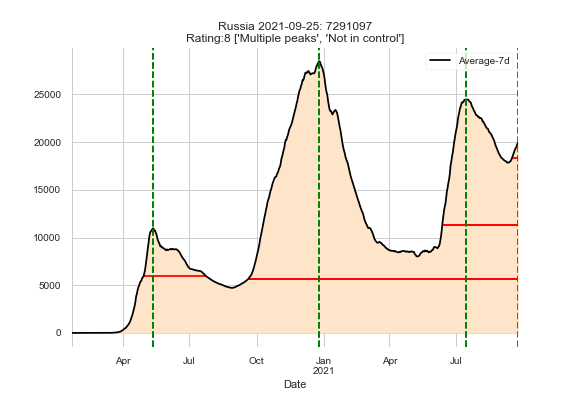 Russia 2021-09-25: 7291097
Rating:8 ['Multiple peaks', 'Not in control']
Average-7d
25000
20000
15000
10000
5000
0
Apr Jul Oct Jan Apr Jul
2021
Date